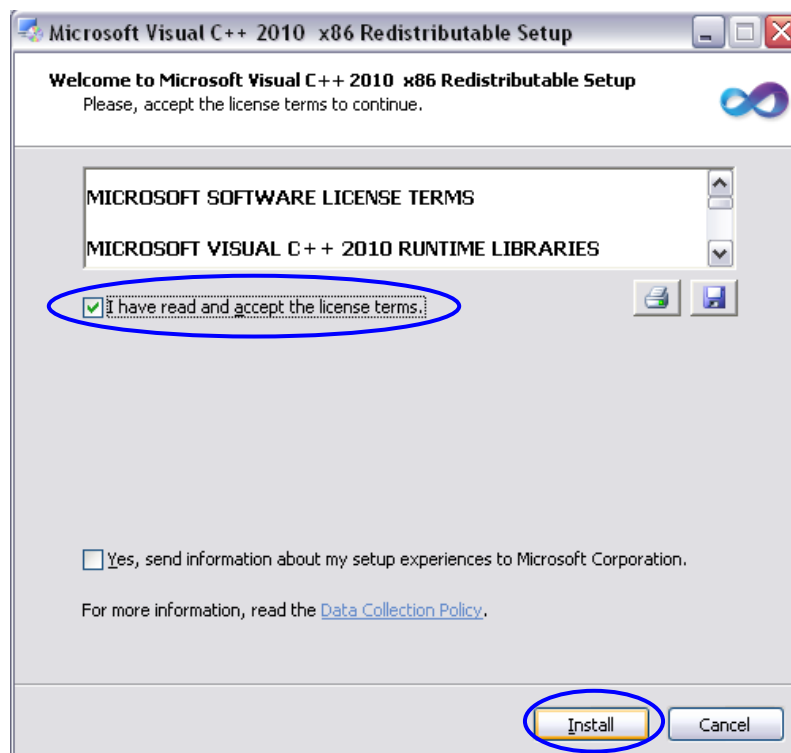 Microsoft Visual C++ 2010 x86 Redistributable Setup
Welcome to Microsoft Visual C++ 2010 x86 Redistributable Setup
Please, accept the license terms to continue.
MICROSOFT SOFTWARE LICENSE TERMS
MICROSOFT VISUAL C++ 2010 RUNTIME LIBRARIES
I have read and accept the license terms.
Yes, send information about my setup experiences to Microsoft Corporation.
For more information, read the Data Collection Policy.
Install
Cancel